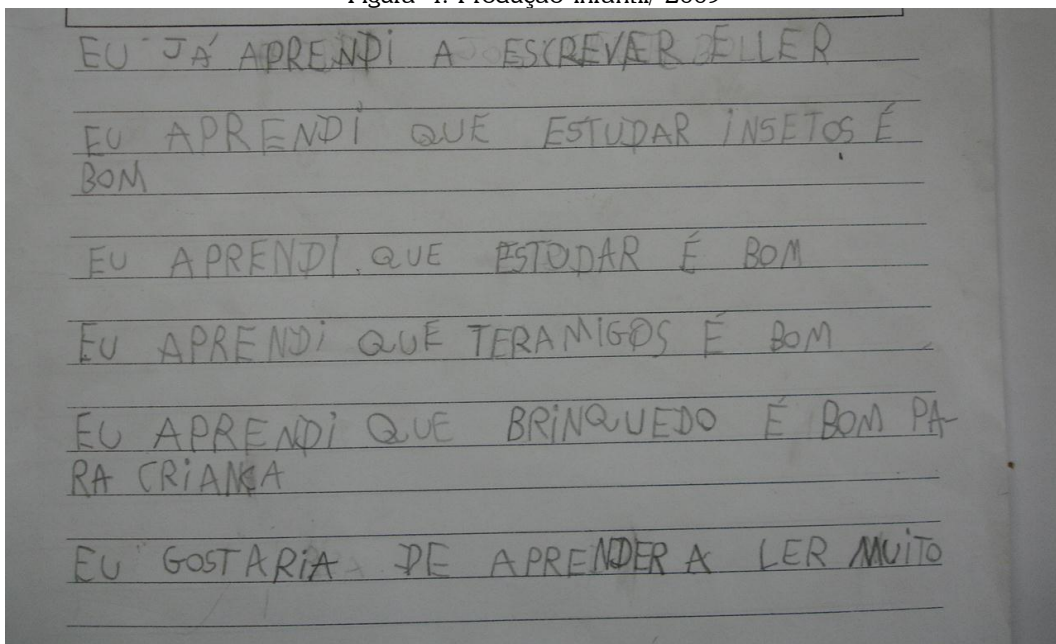 Figura 4: Produção infantil, 2009
EU JÁ APRENDI A ESCREVER E LLER
EU APRENDI QUE ESTUDAR INSETOS É
BOM
EU APRENDI. QUE ESTODAR É BOM
EU APRENDI QUE TERAMIGOS É BOM
EU APRENDI QUE BRINQUEDO É BOM PA-
RA CRIANÇA
EU GOSTARIA DE APRENDER A LER MUITO